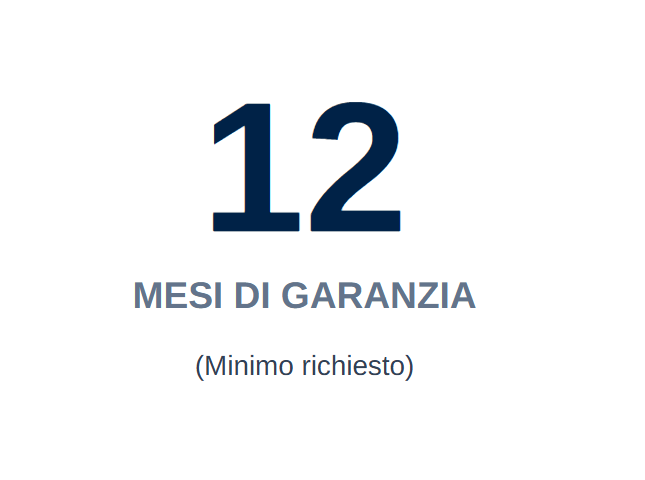 12
MESI DI GARANZIA
(Minimo richiesto)